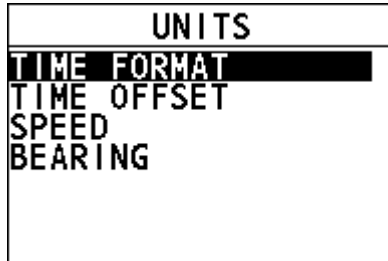 UNITS
TIME FORMAT
TIME OFFSET
SPEED
BEARING